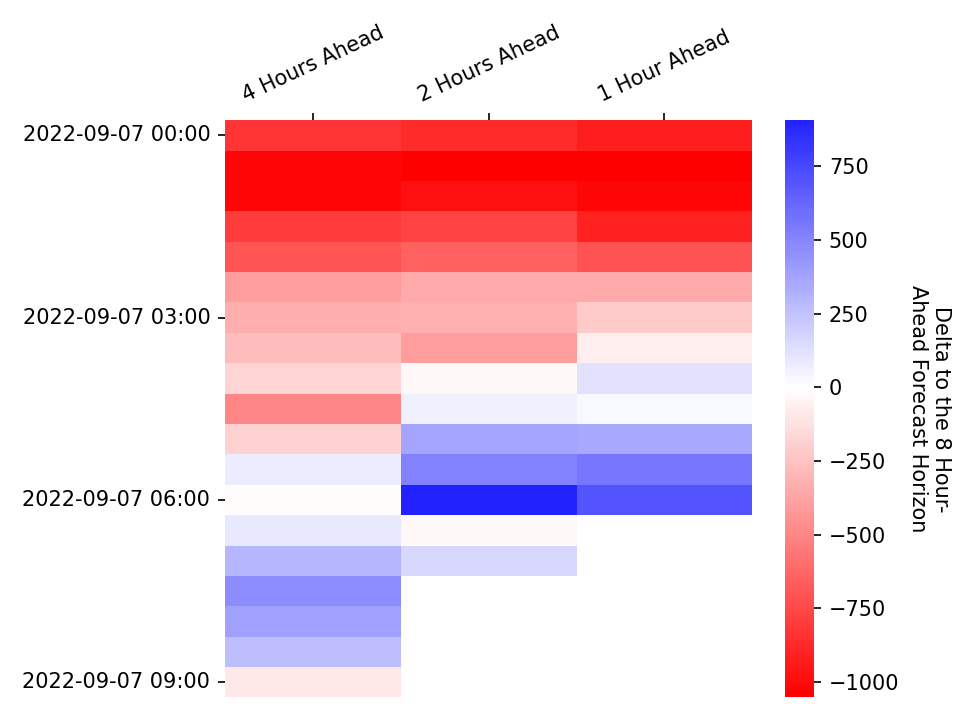 4 Hours Ahead
2 Hours Ahead
1 Hour Ahead
2022-09-07 00:00
2022-09-07 03:00
2022-09-07 06:00
2022-09-07 09:00
750
500
250
0
−250
−500
−750
−1000
Delta to the 8 Hour-
Ahead Forecast Horizon